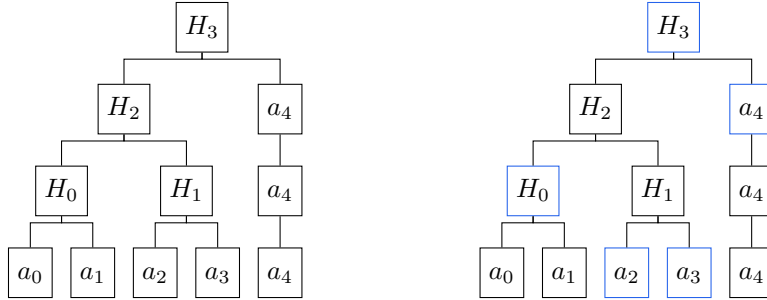 H₃ H₃
H₂ a₄ H₂ a₄
H₀ H₁ a₄ H₀ H₁ a₄
a₀ a₁ a₂ a₃ a₄ a₀ a₁ a₂ a₃ a₄